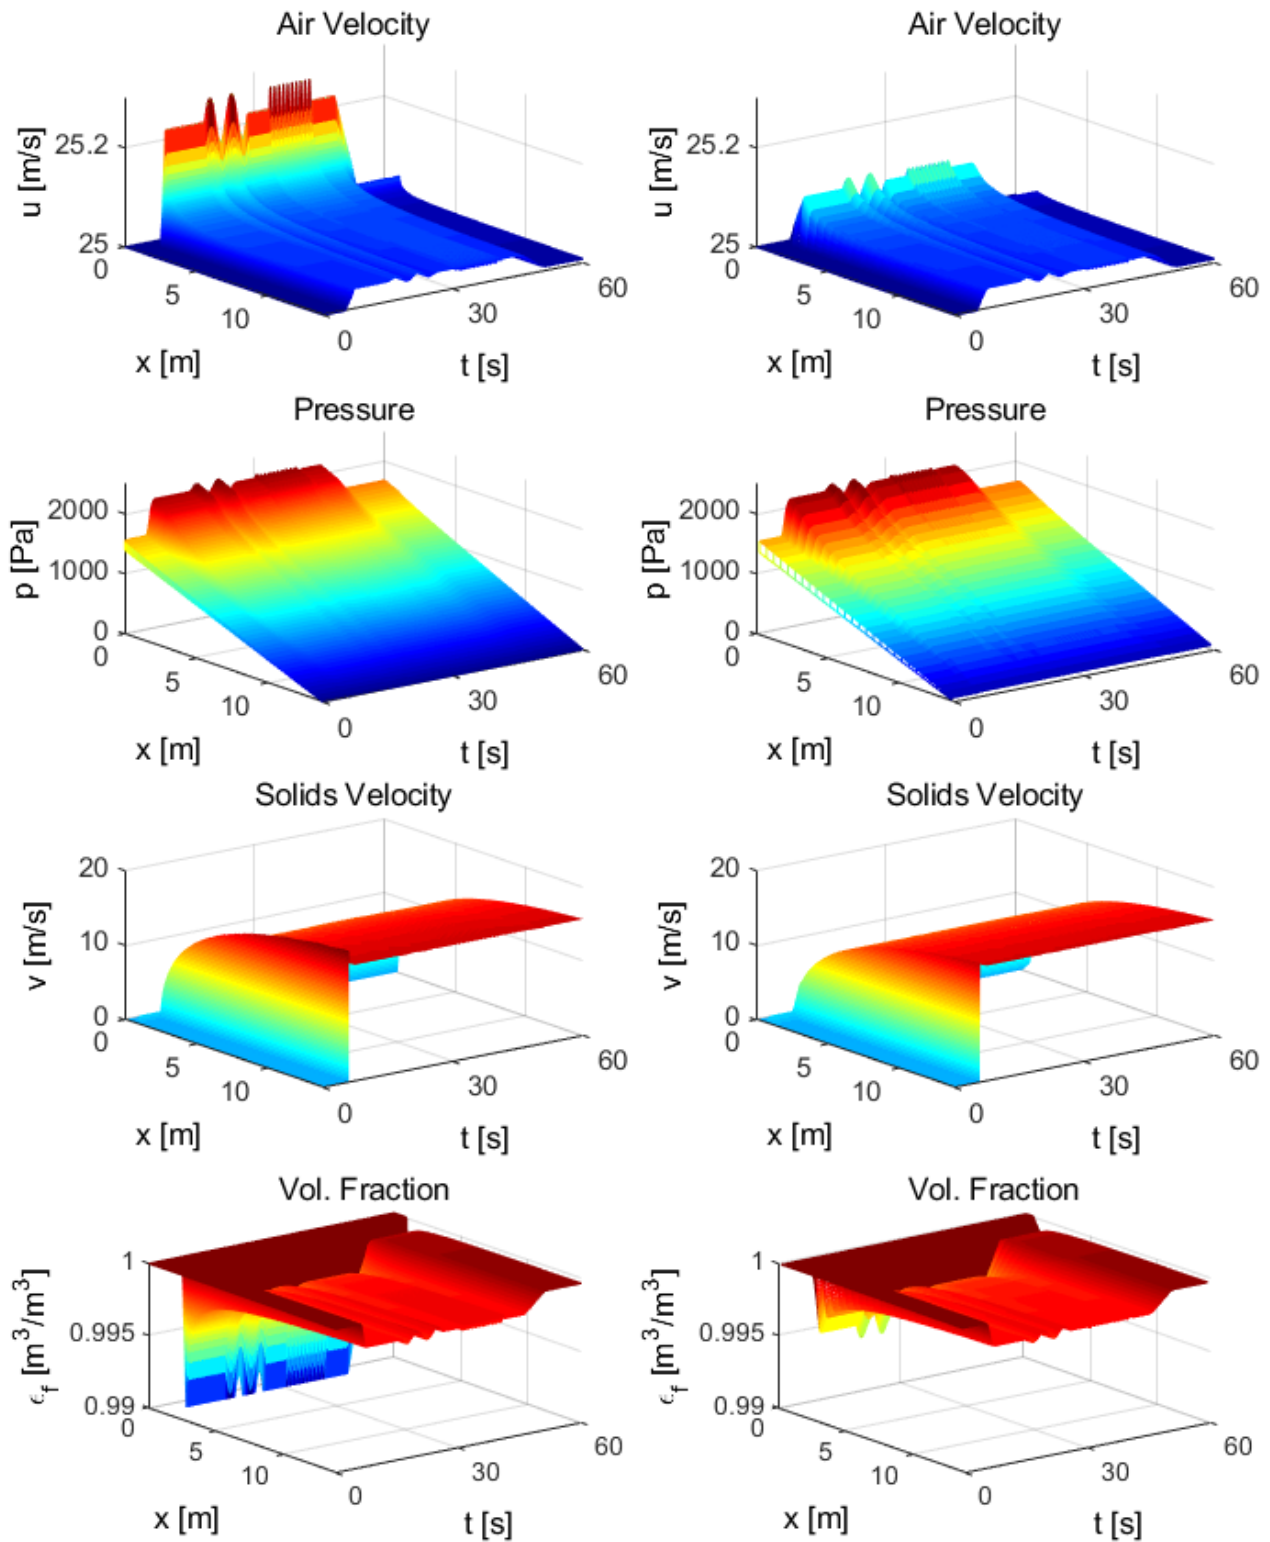 Air Velocity
u [m/s]
25.2
25
0
5
10
x [m]
0
30
60
t [s]
Air Velocity
u [m/s]
25.2
25
0
5
10
x [m]
0
30
60
t [s]
Pressure
p [Pa]
2000
1000
0
0
5
10
x [m]
0
30
60
t [s]
Pressure
p [Pa]
2000
1000
0
0
5
10
x [m]
0
30
60
t [s]
Solids Velocity
v [m/s]
20
10
0
0
5
10
x [m]
0
30
60
t [s]
Solids Velocity
v [m/s]
20
10
0
0
5
10
x [m]
0
30
60
t [s]
Vol. Fraction
ϵf [m³/m³]
1
0.995
0.99
0
5
10
x [m]
0
30
60
t [s]
Vol. Fraction
ϵf [m³/m³]
1
0.995
0.99
0
5
10
x [m]
0
30
60
t [s]